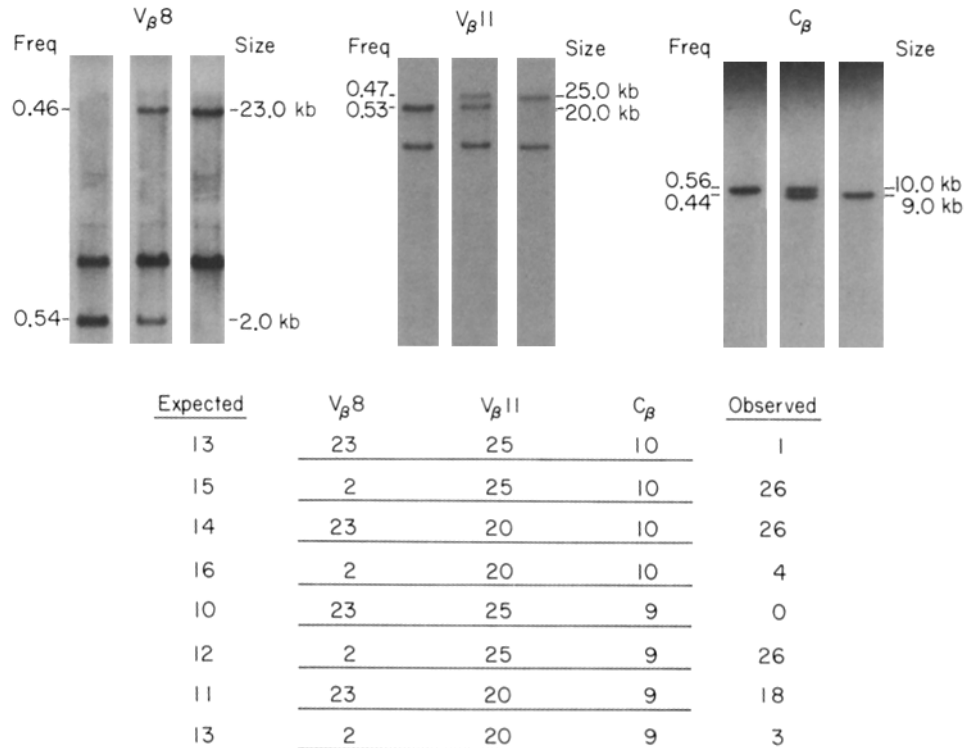 Vβ8
Freq Size
0.46 23.0 kb
0.54 2.0 kb
Vβ11
Freq Size
0.47 25.0 kb
0.53 20.0 kb
Cβ
Freq Size
0.56 10.0 kb
0.44 9.0 kb
Expected Vβ8 Vβ11 Cβ Observed
13 23 25 10 1
15 2 25 10 26
14 23 20 10 26
16 2 20 10 4
10 23 25 9 0
12 2 25 9 26
11 23 20 9 18
13 2 20 9 3